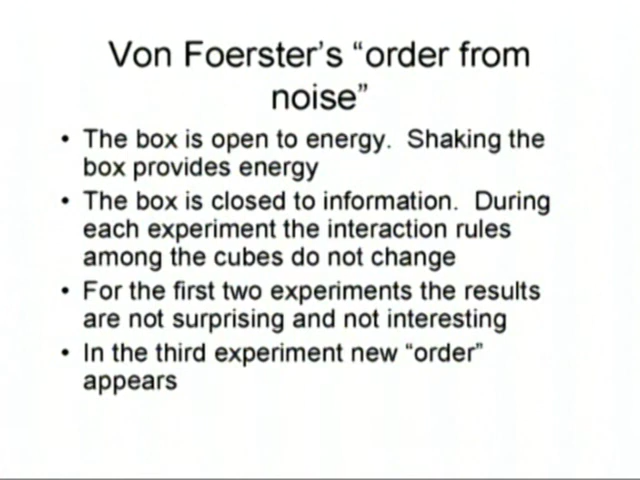 Von Foerster's “order from
noise”
• The box is open to energy.  Shaking the
box provides energy
• The box is closed to information.  During
each experiment the interaction rules
among the cubes do not change
• For the first two experiments the results
are not surprising and not interesting
• In the third experiment new “order”
appears